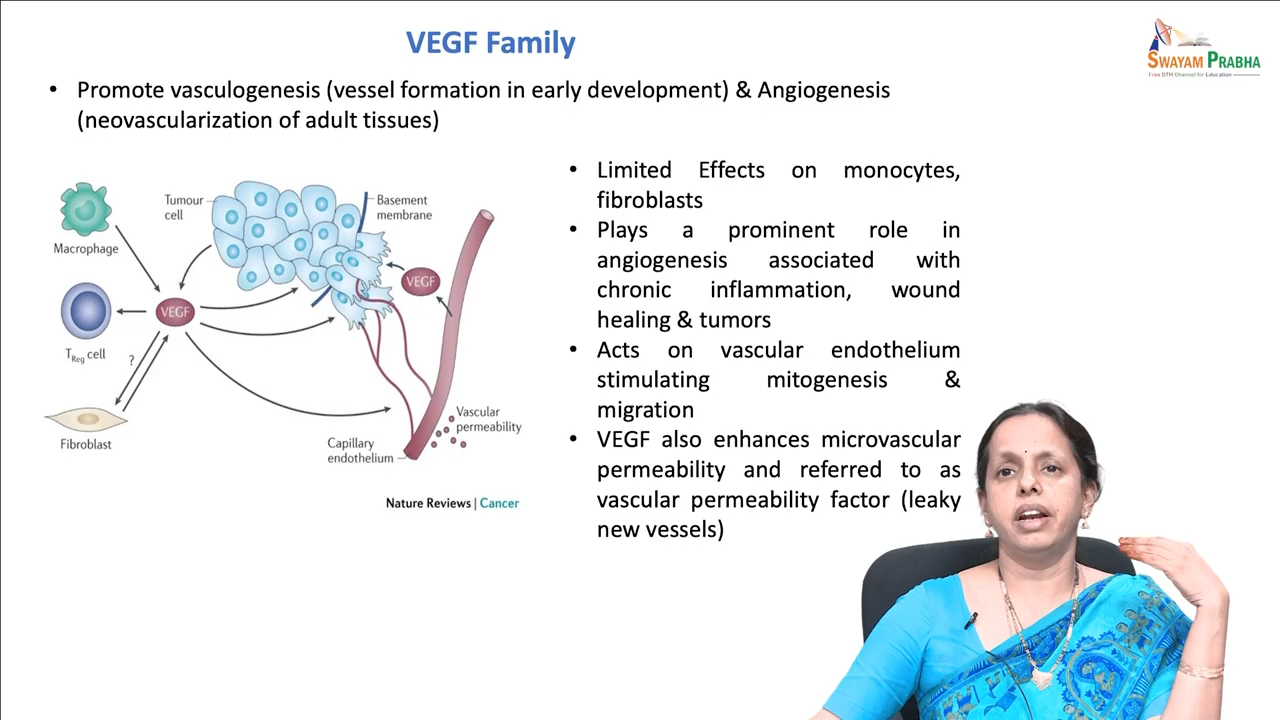 VEGF Family
SWAYAM PRABHA
Free DTH Channel for Education
• Promote vasculogenesis (vessel formation in early development) & Angiogenesis
(neovascularization of adult tissues)
Macrophage
Tumour
cell
Basement
membrane
VEGF
VEGF
TReg cell
?
Fibroblast
Vascular
permeability
Capillary
endothelium
Nature Reviews | Cancer
• Limited Effects on monocytes,
fibroblasts
• Plays a prominent role in
angiogenesis associated with
chronic inflammation, wound
healing & tumors
• Acts on vascular endothelium
stimulating mitogenesis &
migration
• VEGF also enhances microvascular
permeability and referred to as
vascular permeability factor (leaky
new vessels)